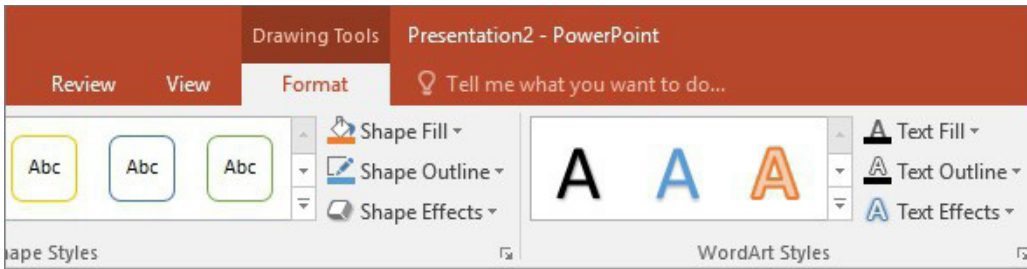 Drawing Tools Presentation2 - PowerPoint
Review View Format Tell me what you want to do...
Abc Abc Abc Shape Fill A A A Text Fill
Shape Outline Text Outline
Shape Effects Text Effects
hape Styles WordArt Styles